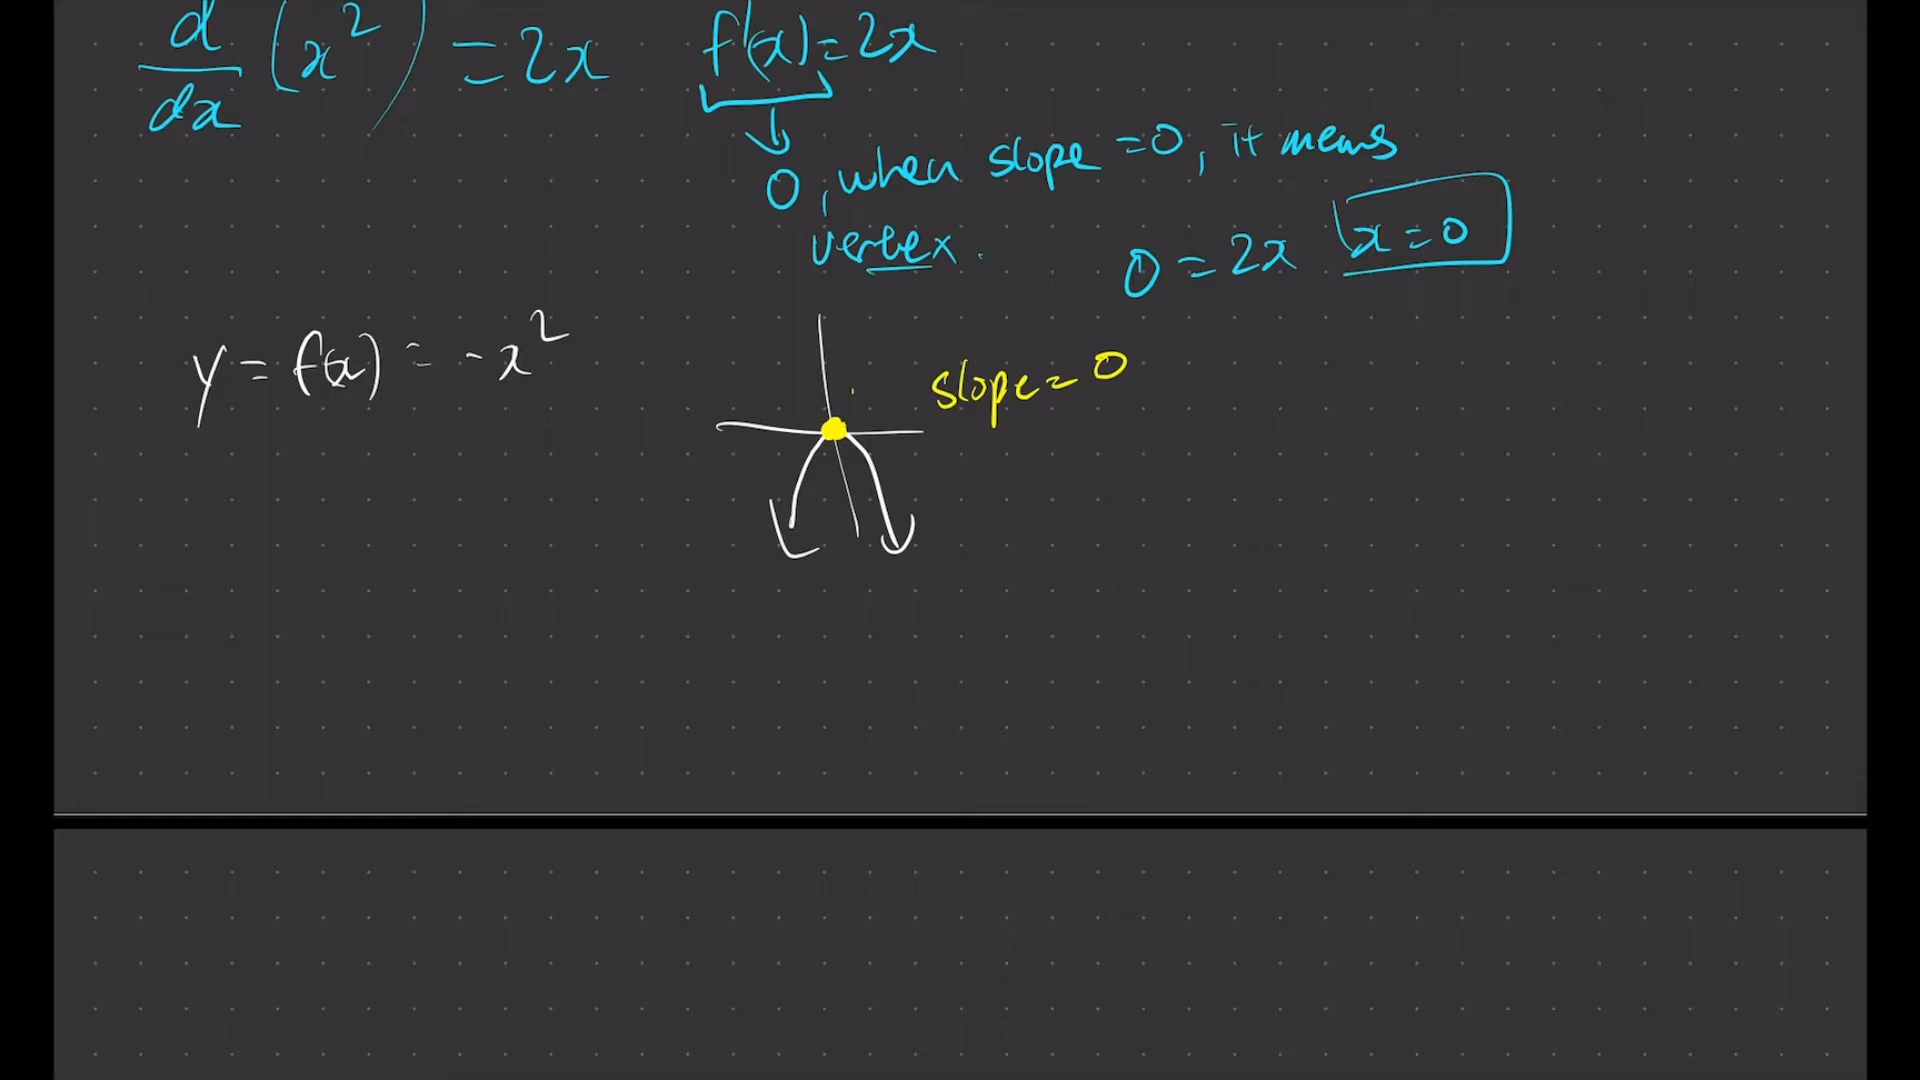 d/dx (x²) = 2x f'(x) = 2x
0, when slope = 0, it means
vertex.
0 = 2x x = 0
y = f(x) = -x²
slope = 0